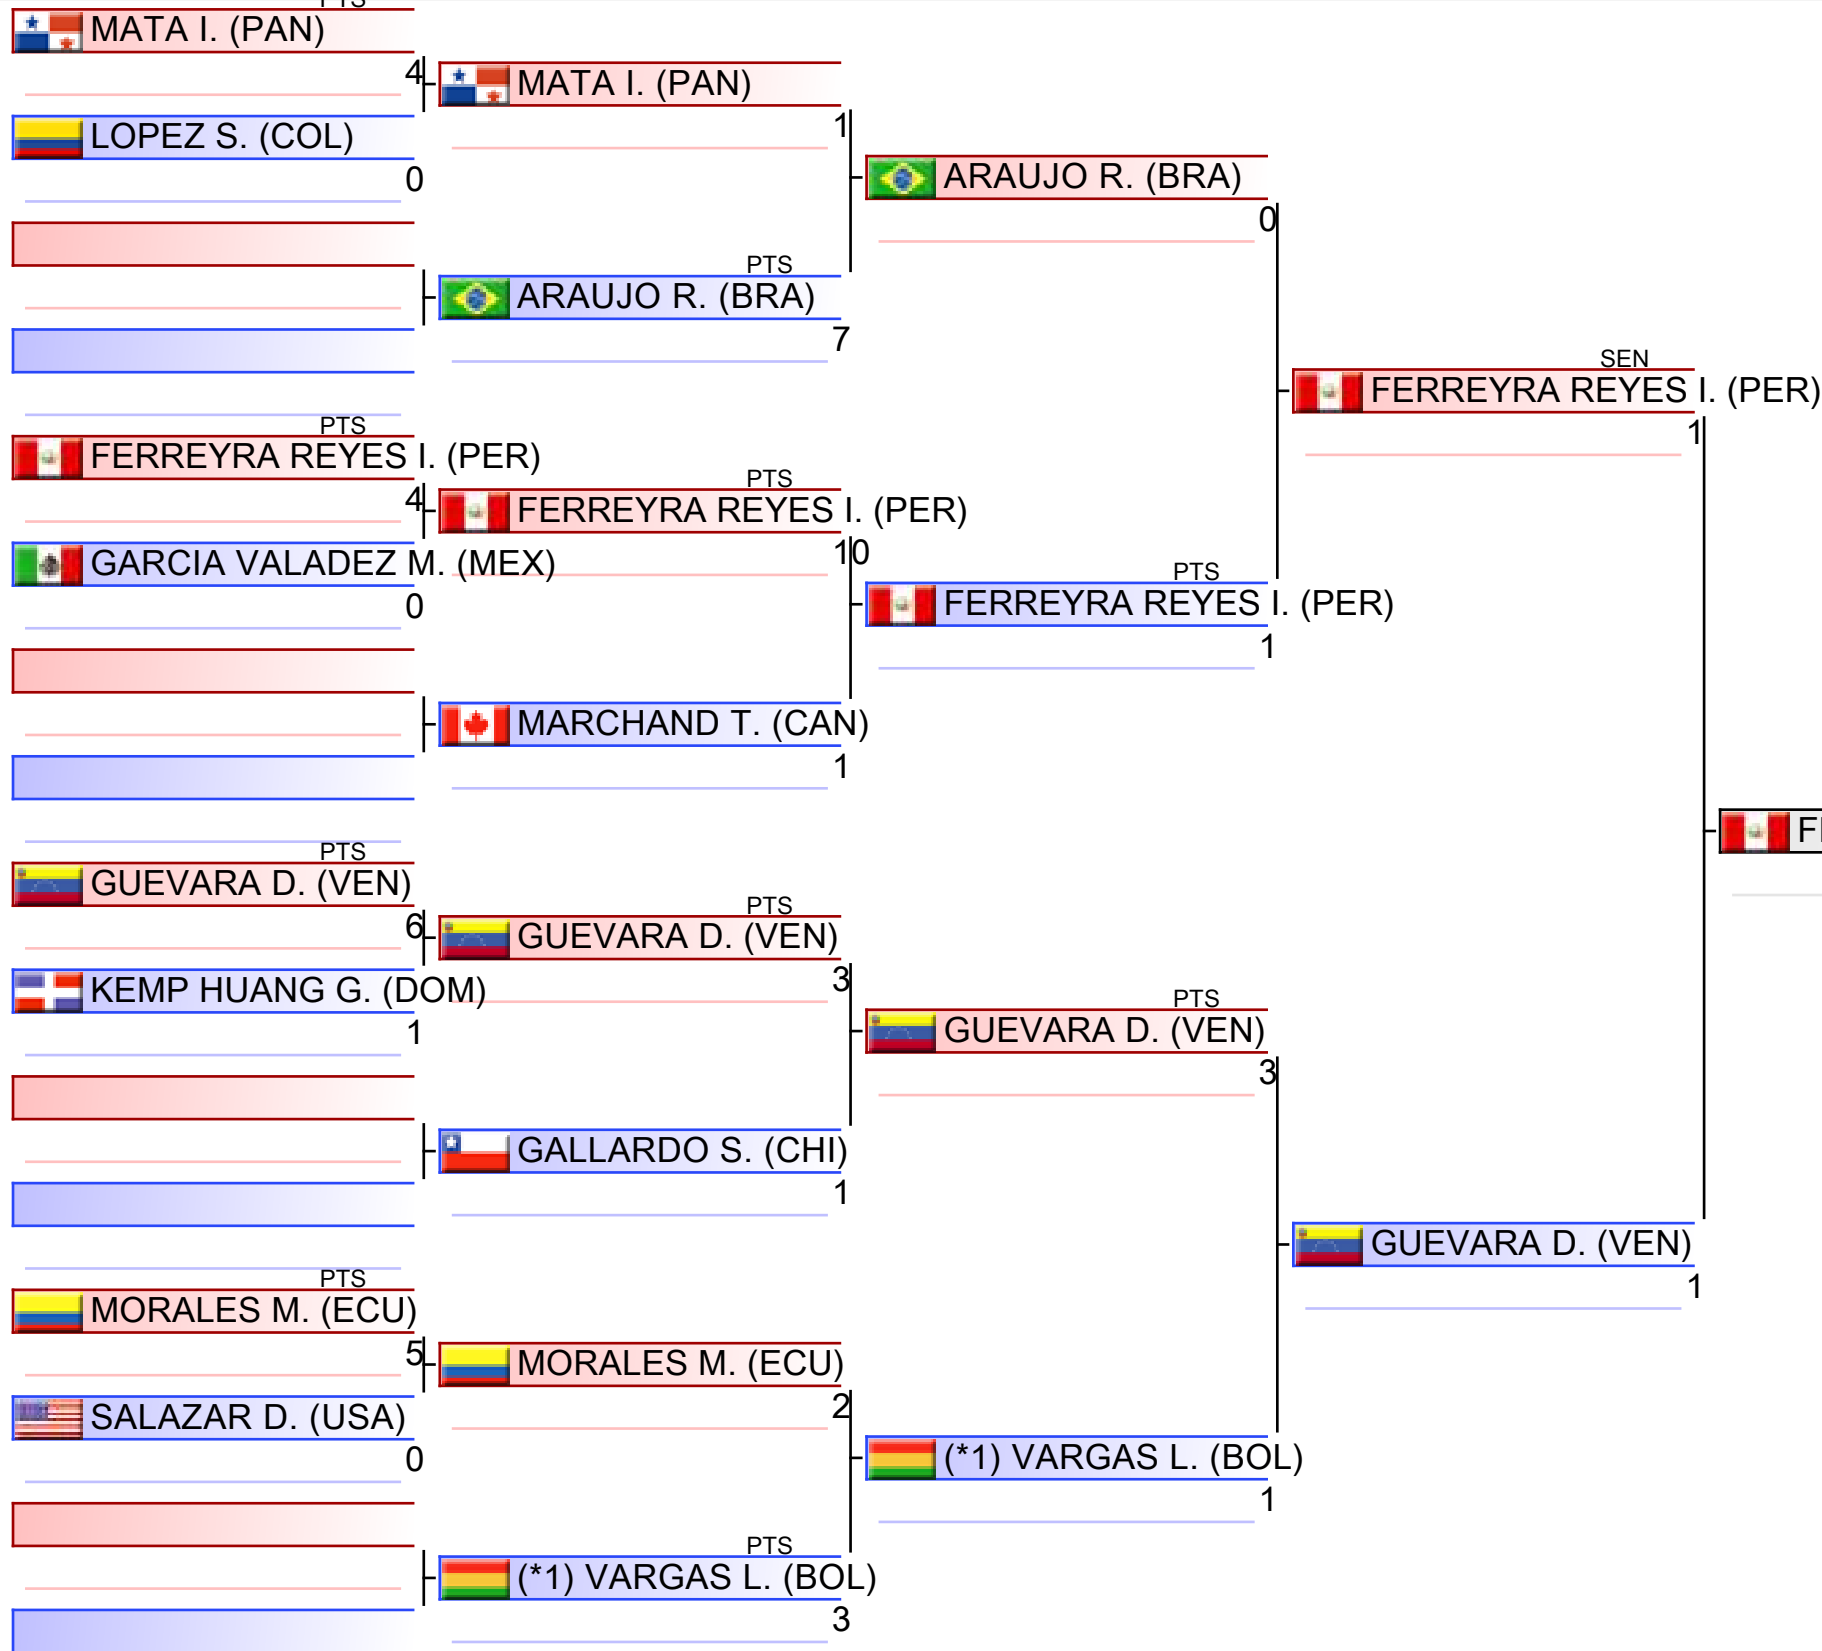 PTS
MATA I. (PAN)
4
LOPEZ S. (COL)
0
PTS
FERREYRA REYES I. (PER)
4
GARCIA VALADEZ M. (MEX)
0
PTS
GUEVARA D. (VEN)
6
KEMP HUANG G. (DOM)
1
PTS
MORALES M. (ECU)
5
SALAZAR D. (USA)
0
MATA I. (PAN)
1
PTS
ARAUJO R. (BRA)
7
PTS
FERREYRA REYES I. (PER)
10
MARCHAND T. (CAN)
1
PTS
GUEVARA D. (VEN)
3
GALLARDO S. (CHI)
1
MORALES M. (ECU)
2
PTS
(*1) VARGAS L. (BOL)
3
ARAUJO R. (BRA)
0
PTS
FERREYRA REYES I. (PER)
1
PTS
GUEVARA D. (VEN)
3
(*1) VARGAS L. (BOL)
1
SEN
FERREYRA REYES I. (PER)
1
GUEVARA D. (VEN)
1